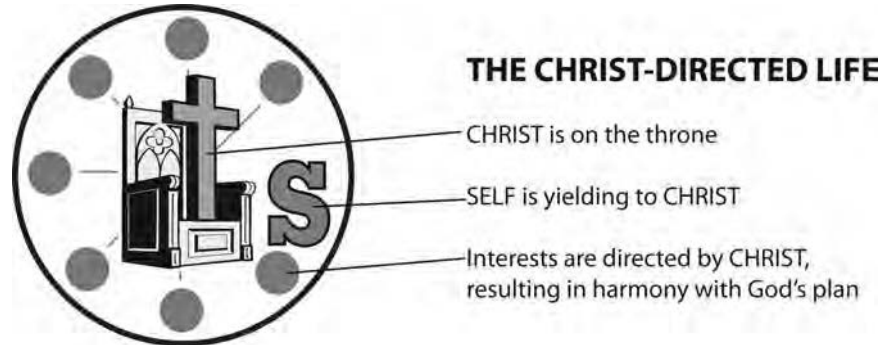 THE CHRIST-DIRECTED LIFE
CHRIST is on the throne
S
SELF is yielding to CHRIST
Interests are directed by CHRIST,
resulting in harmony with God's plan